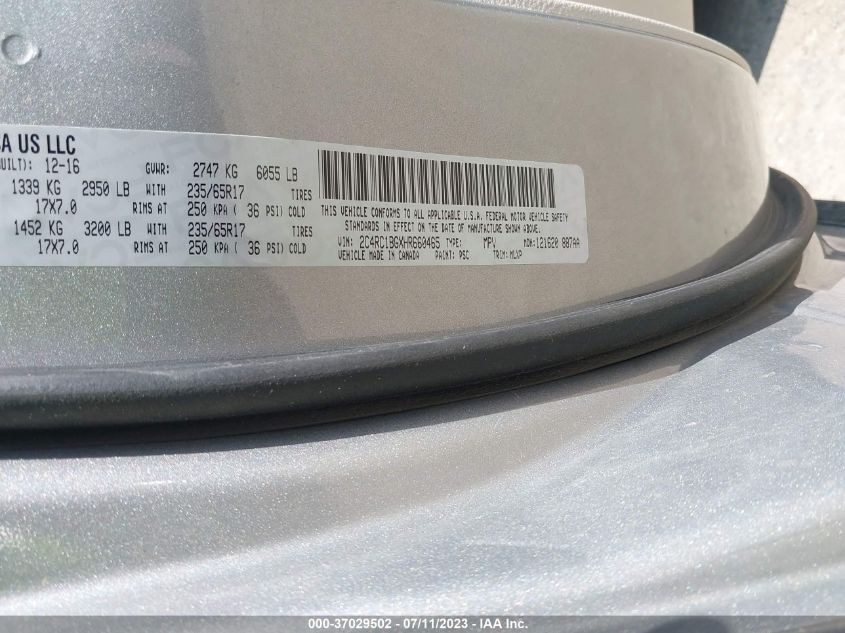 US LLC
12-16 GVWR: 2747 KG 6055 LB
1339 KG 2950 LB WITH 235/65R17 TIRES
17X7.0 RIMS AT 250 KPA ( 36 PSI) COLD
1452 KG 3200 LB WITH 235/65R17 TIRES
17X7.0 RIMS AT 250 KPA ( 36 PSI) COLD
THIS VEHICLE CONFORMS TO ALL APPLICABLE U.S.A. FEDERAL MOTOR VEHICLE SAFETY
STANDARDS IN EFFECT ON THE DATE OF MANUFACTURE SHOWN ABOVE.
VIN: 2C4RC1BGXHR660465 TYPE: MPV MDH: 121620 887AA
VEHICLE MADE IN CANADA PAINT: PSC TRIM: MLXP
000-37029502 - 07/11/2023 - IAA Inc.